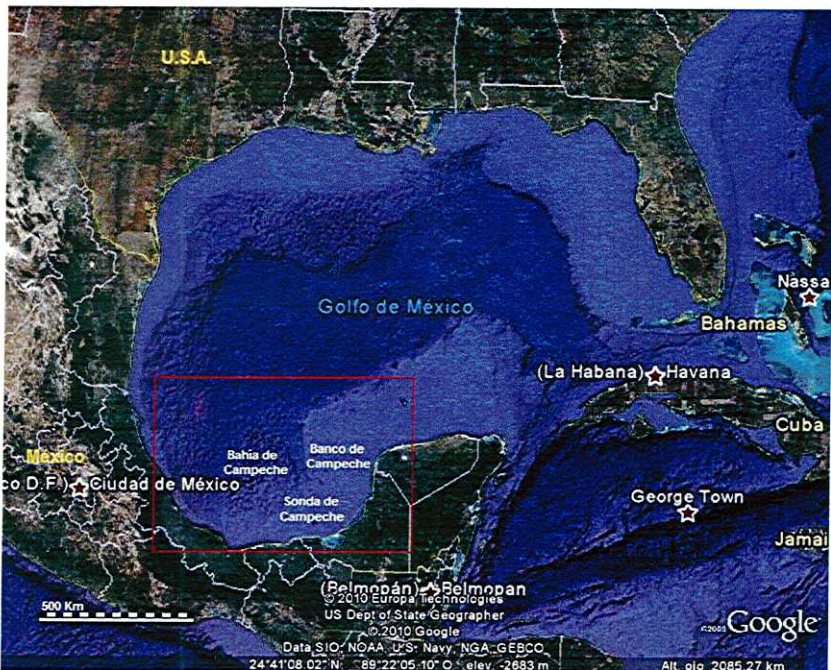 U.S.A.
Golfo de México
Nassa
Bahamas
(La Habana) Havana
Cuba
Bahía de
Campeche
Banco de
Campeche
México
co D.F.) Ciudad de México
Sonda de
Campeche
George Town
Jamai
(Belmopán) Belmopan
500 Km
© 2010 Europa Technologies
US Dept of State Geographer
© 2010 Google
Data SIO, NOAA, U.S. Navy, NGA, GEBCO
©2009 Google
24°41'08.02" N 89°22'05.10" O elev. -2683 m Alt. ojo 2085.27 km